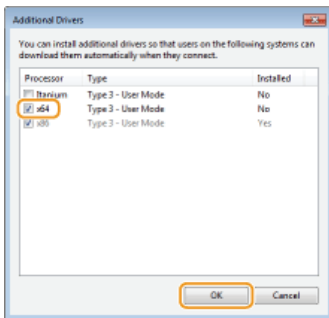 Additional Drivers
You can install additional drivers so that users on the following systems can
download them automatically when they connect.
Processor Type Installed
Itanium Type 3 - User Mode No
x64 Type 3 - User Mode No
x86 Type 3 - User Mode Yes
OK Cancel